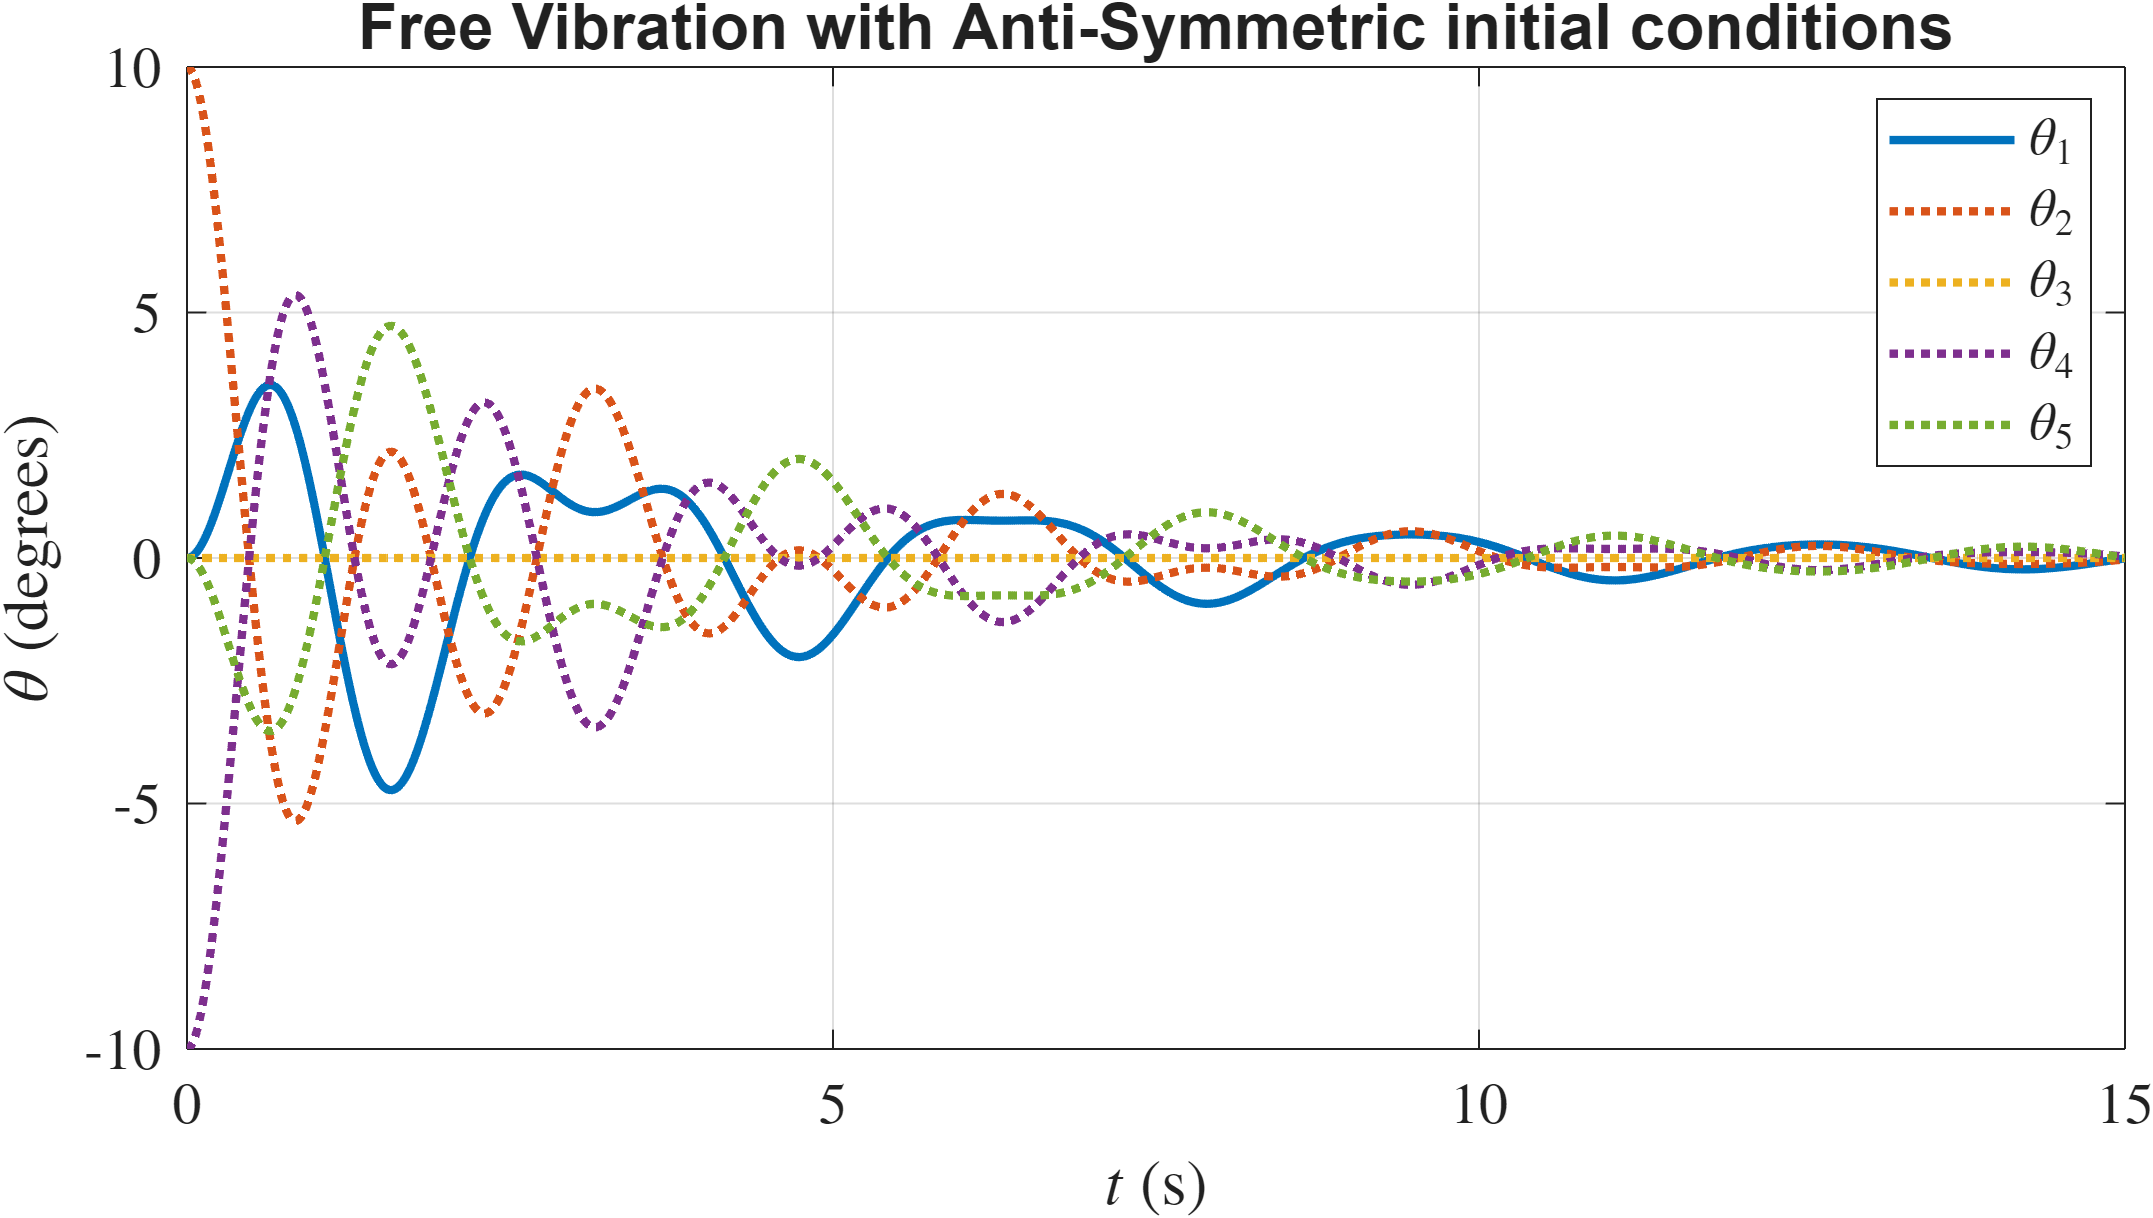 Free Vibration with Anti-Symmetric initial conditions
10
5
0
-5
-10
θ (degrees)
0 5 10 15
t (s)
θ1
θ2
θ3
θ4
θ5